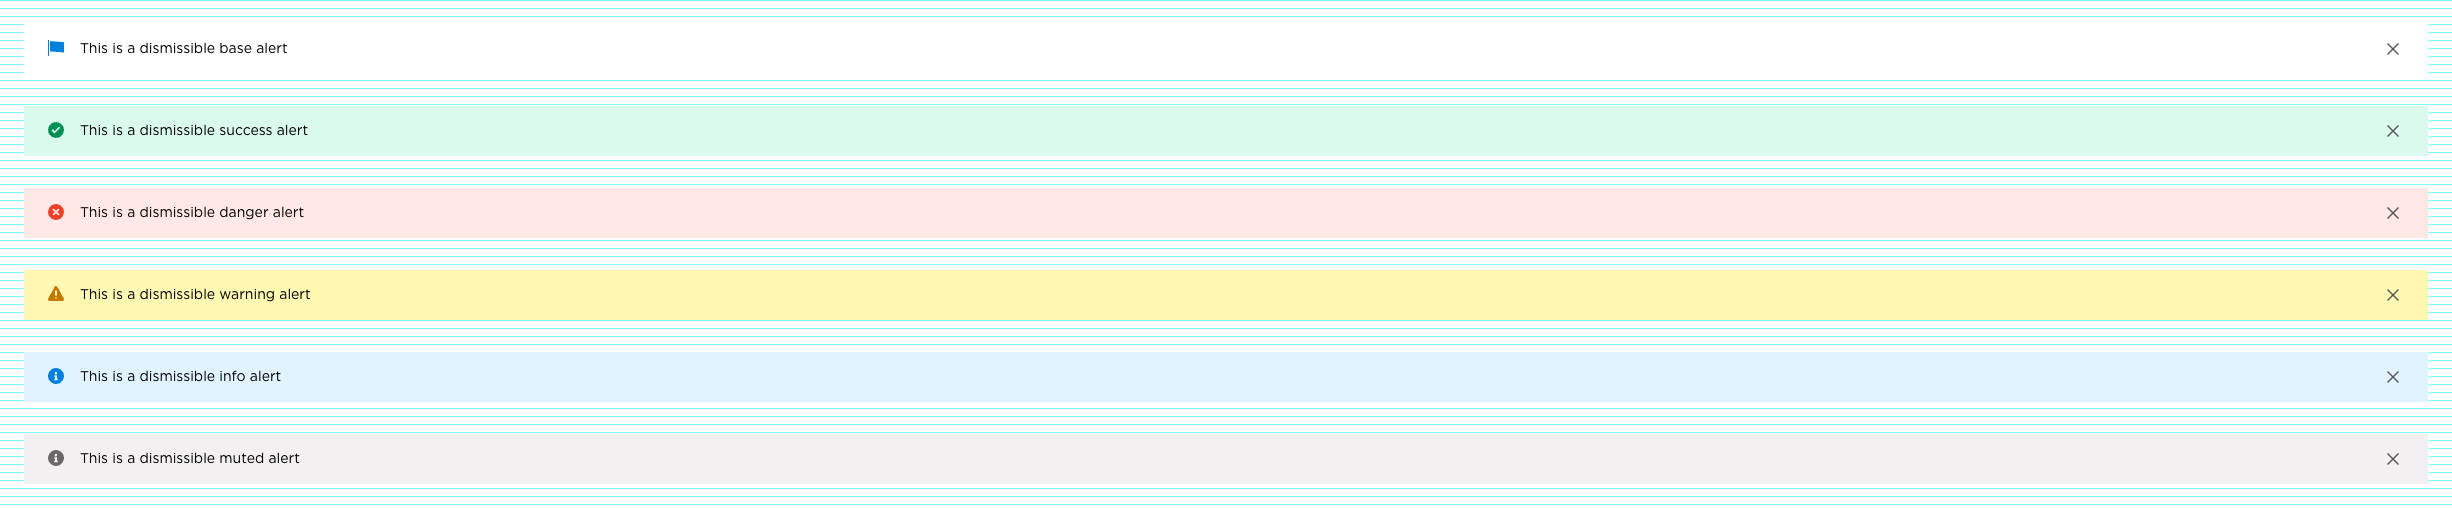 This is a dismissible base alert
This is a dismissible success alert
This is a dismissible danger alert
This is a dismissible warning alert
This is a dismissible info alert
This is a dismissible muted alert